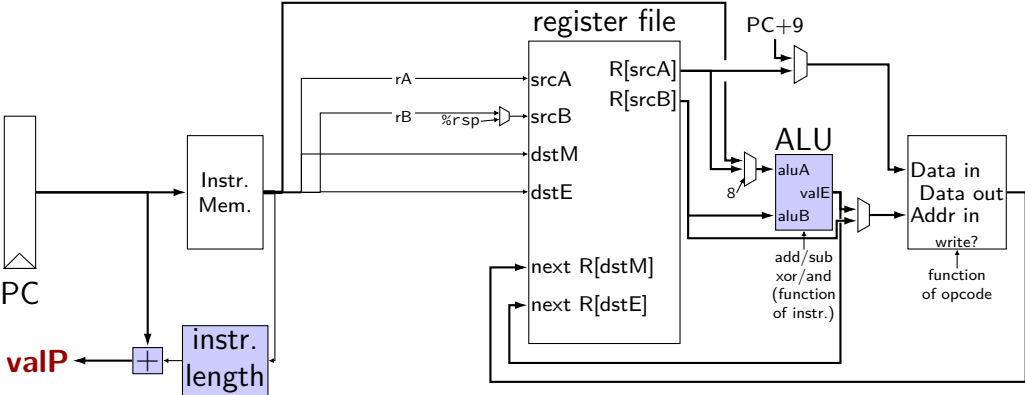 register file
PC+9
R[srcA]
rA
srcA
R[srcB]
rB
%rsp
srcB
ALU
Instr.
Mem.
dstM
aluA
Data in
8
valE
Data out
dstE
aluB
Addr in
write?
add/sub
xor/and
(function
of instr.)
function
of opcode
next R[dstM]
PC
next R[dstE]
instr.
length
valP
+